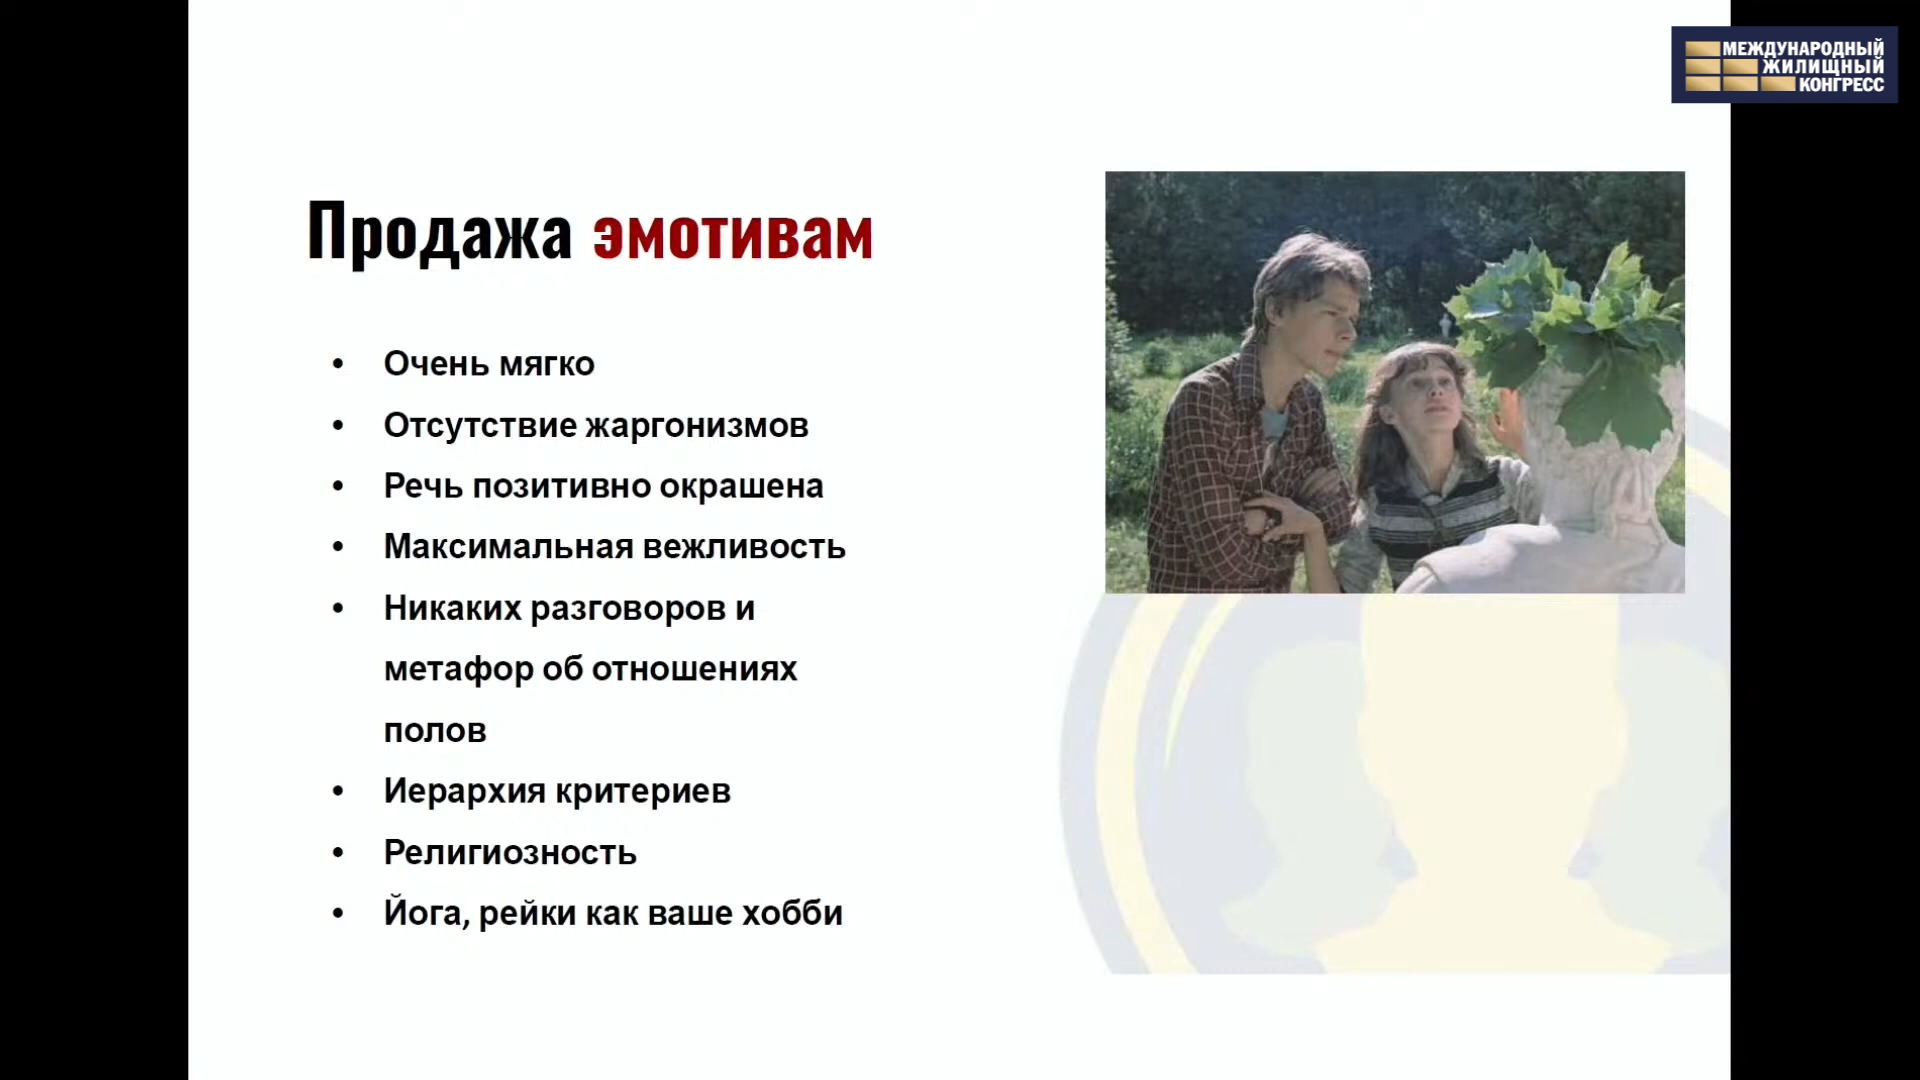 МЕЖДУНАРОДНЫЙ
ЖИЛИЩНЫЙ
КОНГРЕСС
Продажа эмотивам
• Очень мягко
• Отсутствие жаргонизмов
• Речь позитивно окрашена
• Максимальная вежливость
• Никаких разговоров и
метафор об отношениях
полов
• Иерархия критериев
• Религиозность
• Йога, рейки как ваше хобби